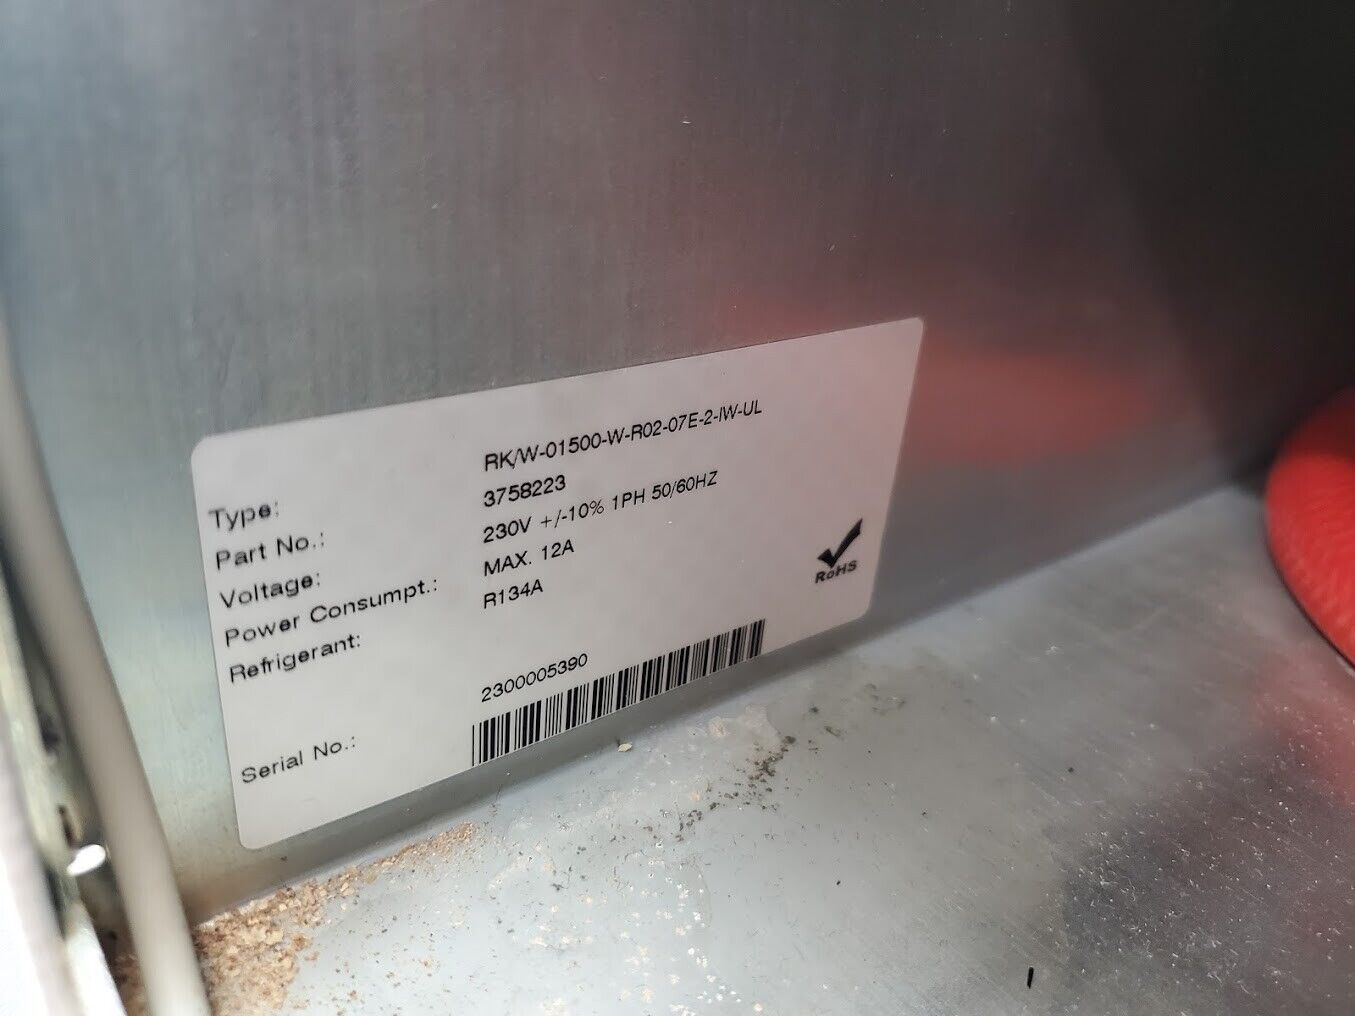 Type: RK/W-01500-W-R02-07E-2-IW-UL
Part No.: 3758223
Voltage: 230V +/-10% 1PH 50/60HZ
Power Consumpt.: MAX. 12A
Refrigerant: R134A
RoHS
Serial No.: 2300005390